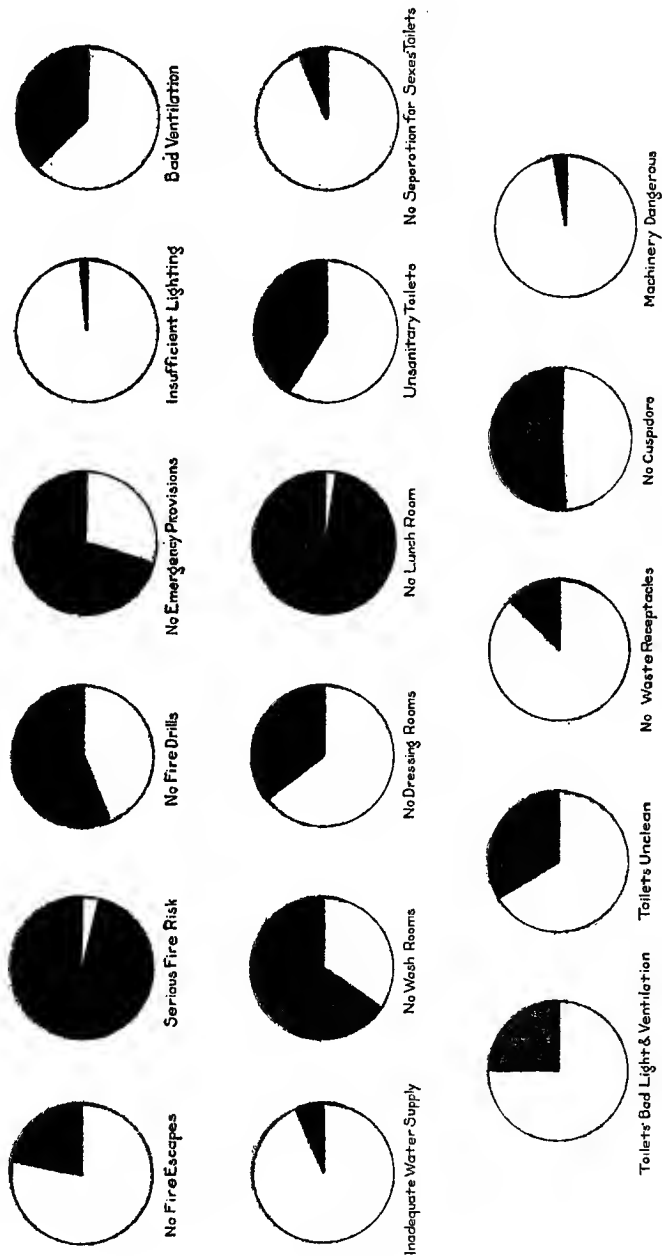 No Fire Escapes
Serious Fire Risk
No Fire Drills
No Emergency Provisions
Insufficient Lighting
Bad Ventilation
Inadequate Water Supply
No Wash Rooms
No Dressing Rooms
No Lunch Room
Unsanitary Toilets
No Seperation for Sexes' Toilets
Toilets' Bad Light & Ventilation
Toilets Unclean
No Waste Receptacles
No Cuspidors
Machinery Dangerous